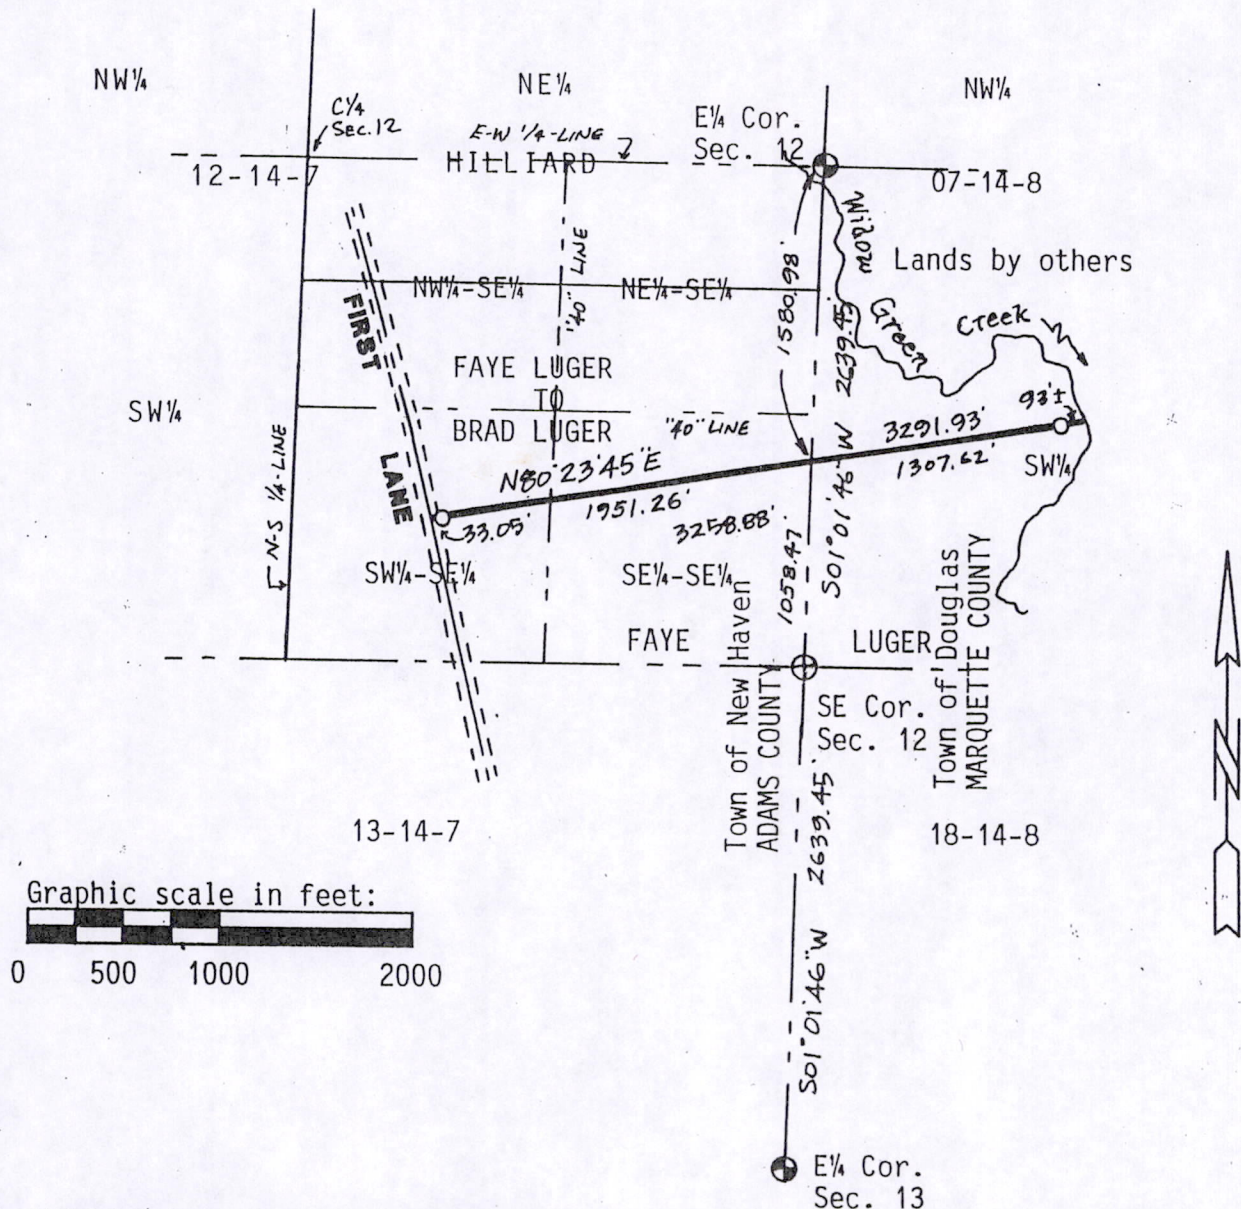 NW¼
NE¼
NW¼
C¼
Sec. 12
E-W ¼-LINE
E¼ Cor.
Sec. 12
HILLIARD
12-14-7
07-14-8
Willow
Lands by others
"40" LINE
1580.98'
NW¼-SE¼
NE¼-SE¼
2639.45'
Green
Creek
FIRST
FAYE LUGER
TO
BRAD LUGER
SW¼
93'±
"40" LINE
3291.93'
1307.62'
SW¼
S01°01'46"W
N80°23'45"E
1951.26'
LANE
N-S ¼-LINE
33.05'
3258.88'
1058.47
SW¼-SE¼
SE¼-SE¼
FAYE
LUGER
Town of New Haven
ADAMS COUNTY
Town of Douglas
MARQUETTE COUNTY
SE Cor.
Sec. 12
2639.45'
13-14-7
18-14-8
N
Graphic scale in feet:
0 500 1000 2000
S01°01'46"W
E¼ Cor.
Sec. 13